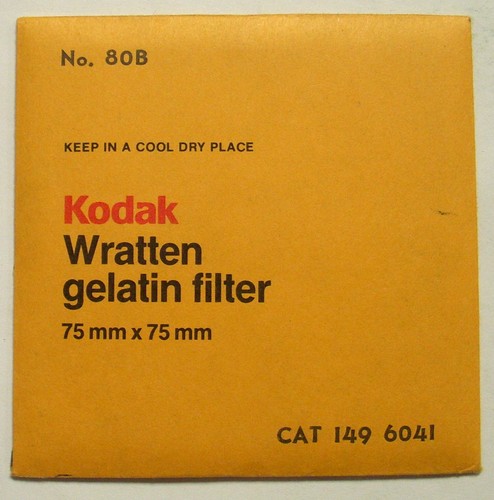 No. 80B
KEEP IN A COOL DRY PLACE
Kodak
Wratten
gelatin filter
75 mm x 75 mm
CAT 149 6041